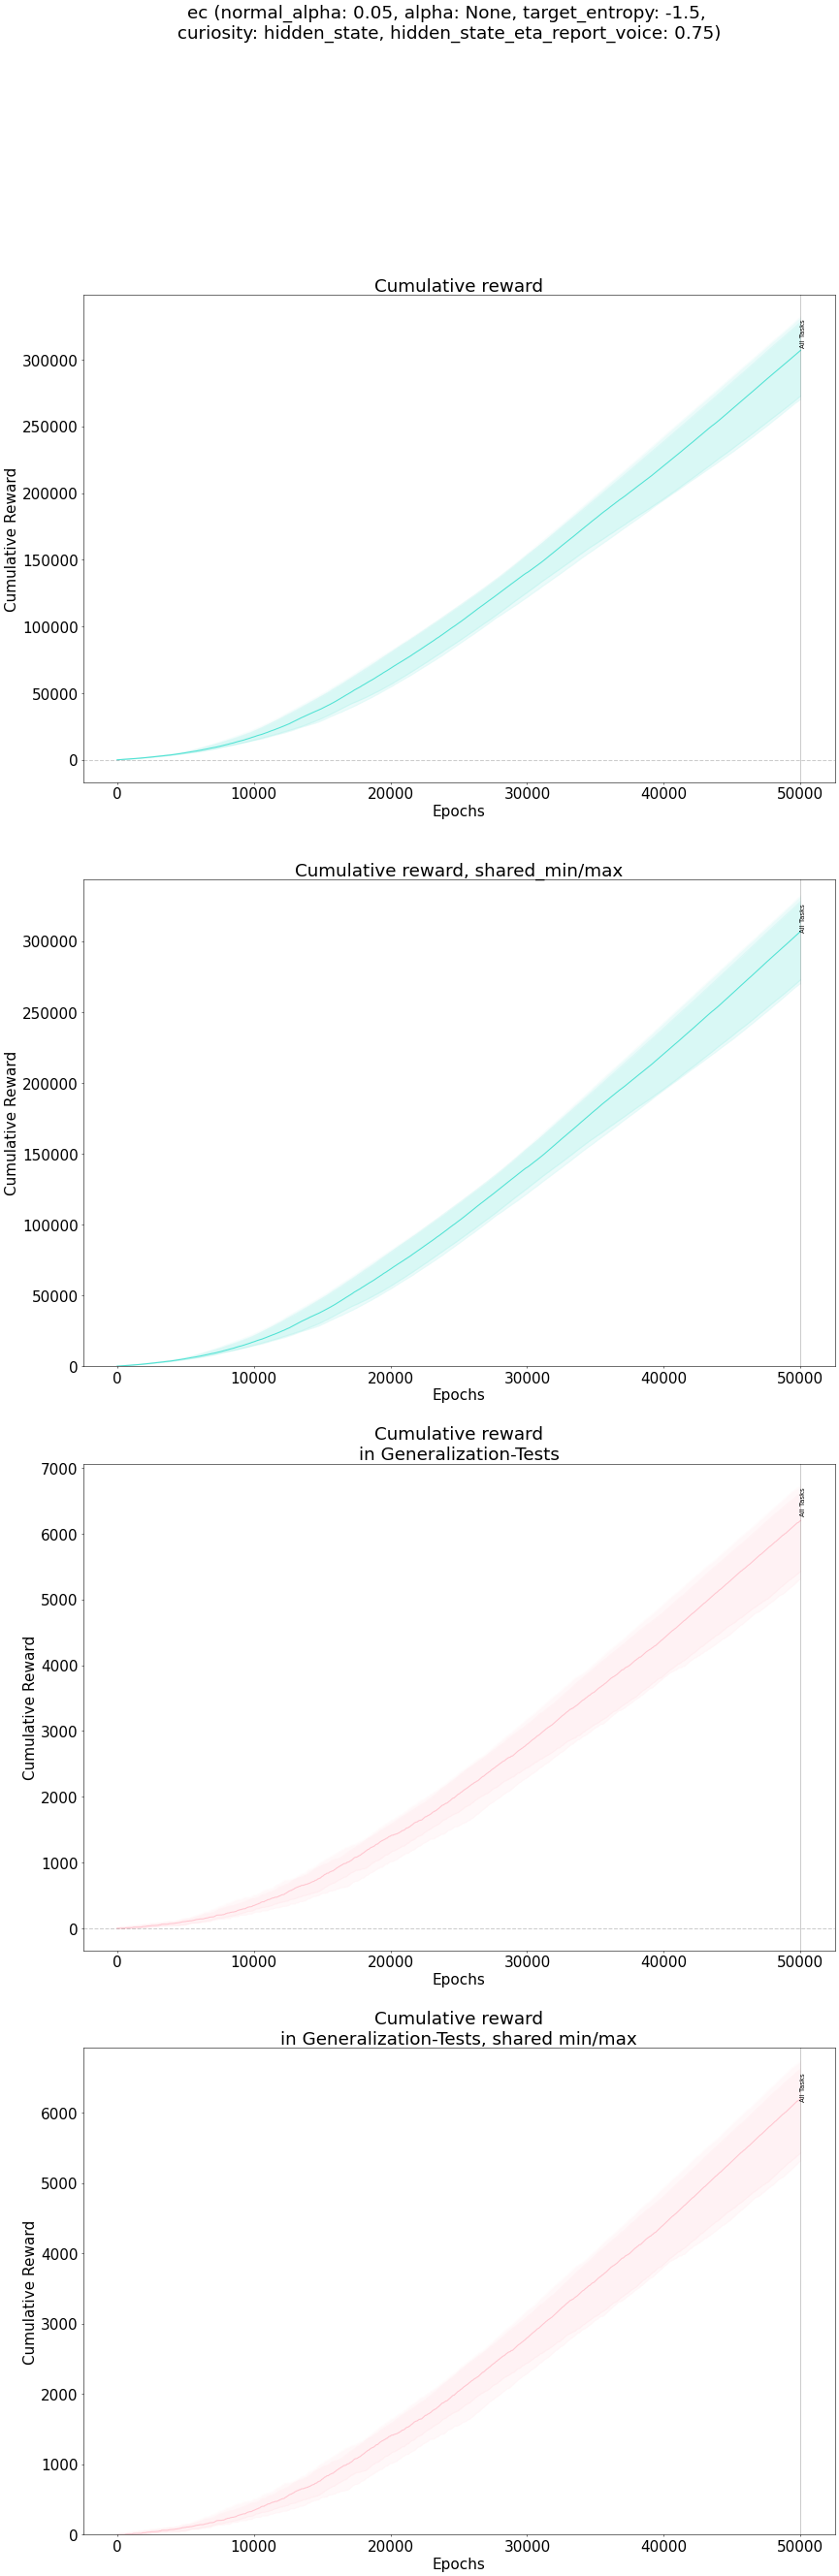 ec (normal_alpha: 0.05, alpha: None, target_entropy: -1.5,
curiosity: hidden_state, hidden_state_eta_report_voice: 0.75)
Cumulative reward
All Tasks
300000
250000
200000
150000
100000
50000
0
Cumulative Reward
0 10000 20000 30000 40000 50000
Epochs
Cumulative reward, shared_min/max
All Tasks
300000
250000
200000
150000
100000
50000
0
Cumulative Reward
0 10000 20000 30000 40000 50000
Epochs
Cumulative reward
in Generalization-Tests
All Tasks
7000
6000
5000
4000
3000
2000
1000
0
Cumulative Reward
0 10000 20000 30000 40000 50000
Epochs
Cumulative reward
in Generalization-Tests, shared min/max
All Tasks
6000
5000
4000
3000
2000
1000
0
Cumulative Reward
0 10000 20000 30000 40000 50000
Epochs